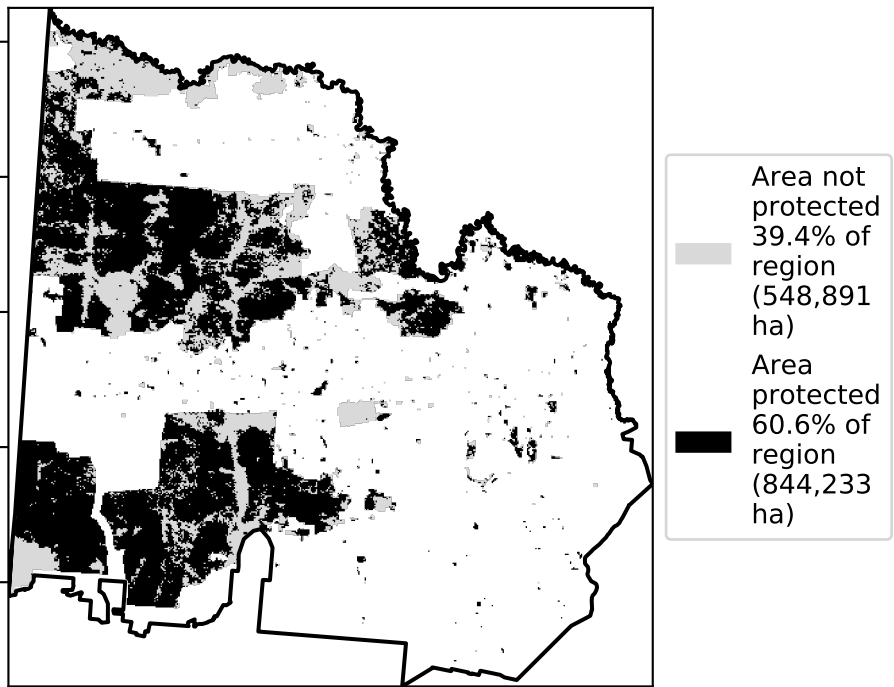 Area not
protected
39.4% of
region
(548,891
ha)
Area
protected
60.6% of
region
(844,233
ha)